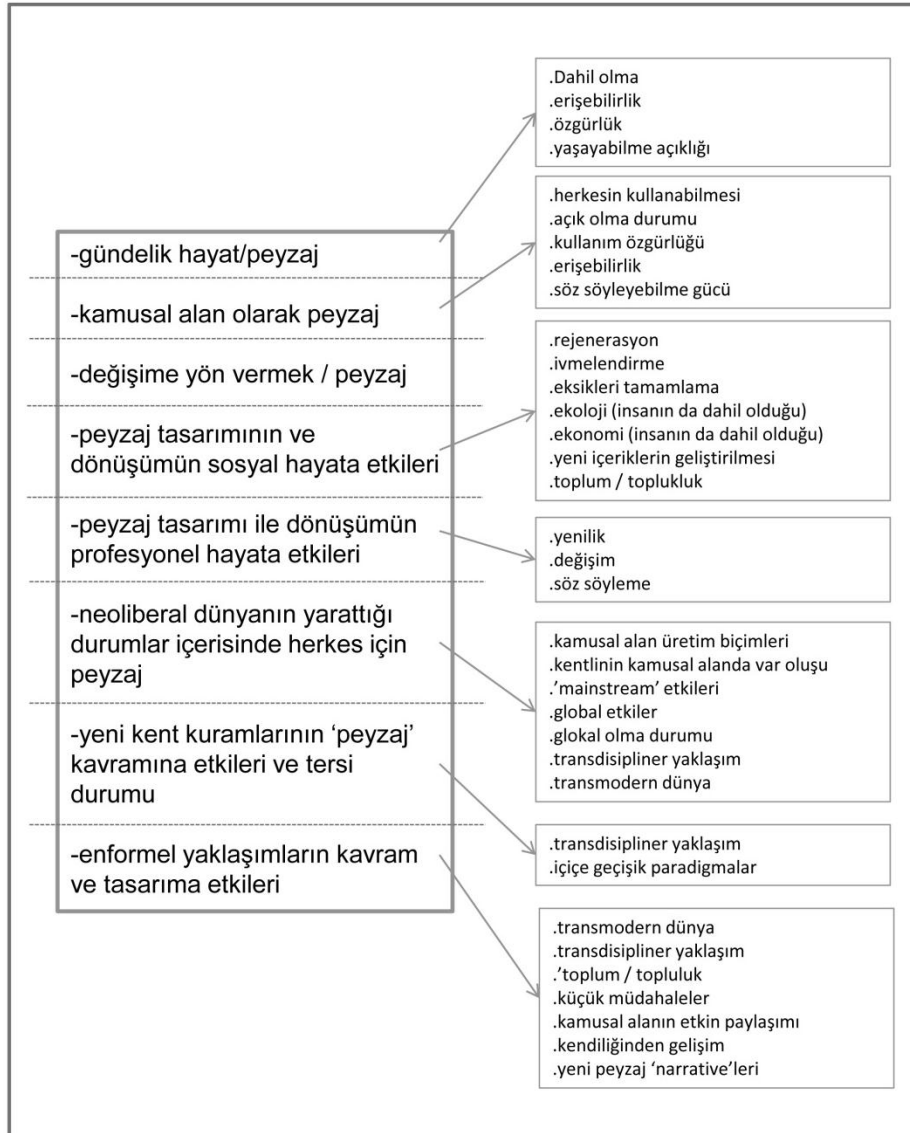 -gündelik hayat/peyzaj
-kamusal alan olarak peyzaj
-değişime yön vermek / peyzaj
-peyzaj tasarımının ve
dönüşümün sosyal hayata etkileri
-peyzaj tasarımı ile dönüşümün
profesyonel hayata etkileri
-neoliberal dünyanın yarattığı
durumlar içerisinde herkes için
peyzaj
-yeni kent kuramlarının ‘peyzaj’
kavramına etkileri ve tersi
durumu
-enformel yaklaşımların kavram
ve tasarıma etkileri
.Dahil olma
.erişebilirlik
.özgürlük
.yaşayabilme açıklığı
.herkesin kullanabilmesi
.açık olma durumu
.kullanım özgürlüğü
.erişebilirlik
.söz söyleyebilme gücü
.rejenerasyon
.ivmelendirme
.eksikleri tamamlama
.ekoloji (insanın da dahil olduğu)
.ekonomi (insanın da dahil olduğu)
.yeni içeriklerin geliştirilmesi
.toplum / toplukluk
.yenilik
.değişim
.söz söyleme
.kamusal alan üretim biçimleri
.kentlinin kamusal alanda var oluşu
.’mainstream’ etkileri
.global etkiler
.glokal olma durumu
.transdisipliner yaklaşım
.transmodern dünya
.transdisipliner yaklaşım
.içiçe geçişik paradigmalar
.transmodern dünya
.transdisipliner yaklaşım
.’toplum / topluluk
.küçük müdahaleler
.kamusal alanın etkin paylaşımı
.kendiliğinden gelişim
.yeni peyzaj ‘narrative’leri